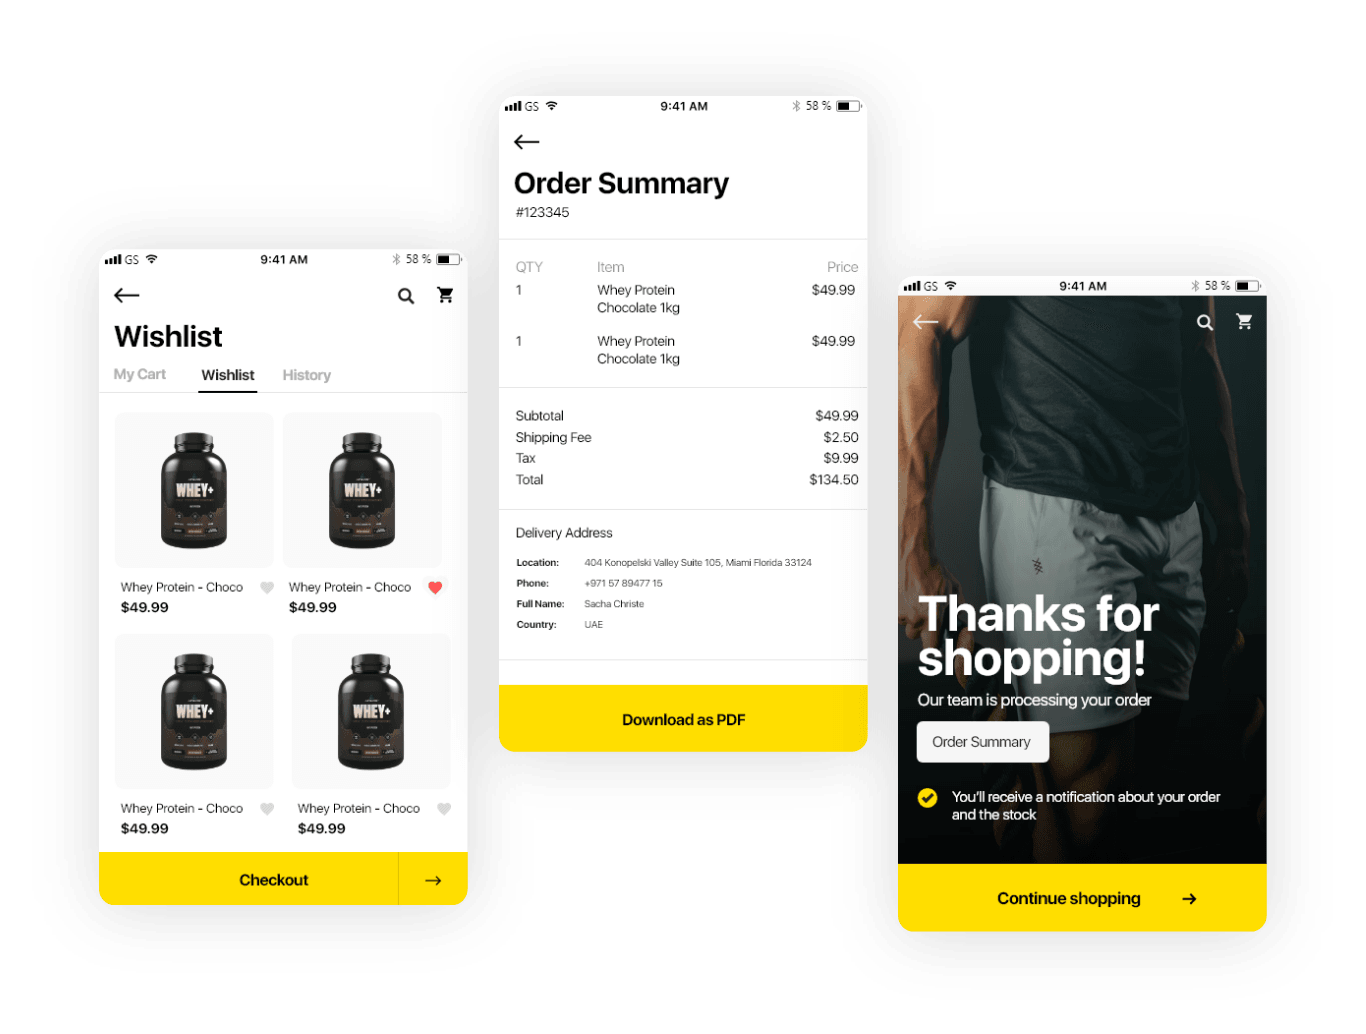 GS 9:41 AM 58 %
Wishlist
My Cart Wishlist History
WHEY+ WHEY+
Whey Protein - Choco Whey Protein - Choco
$49.99 $49.99
WHEY+ WHEY+
Whey Protein - Choco Whey Protein - Choco
$49.99 $49.99
Checkout
GS 9:41 AM 58 %
Order Summary
#123345
QTY Item Price
1 Whey Protein $49.99
Chocolate 1kg
1 Whey Protein $49.99
Chocolate 1kg
Subtotal $49.99
Shipping Fee $2.50
Tax $9.99
Total $134.50
Delivery Address
Location: 404 Konopelski Valley Suite 105, Miami Florida 33124
Phone: +971 57 89477 15
Full Name: Sacha Christe
Country: UAE
Download as PDF
GS 9:41 AM 58 %
Thanks for
shopping!
Our team is processing your order
Order Summary
You'll receive a notification about your order
and the stock
Continue shopping